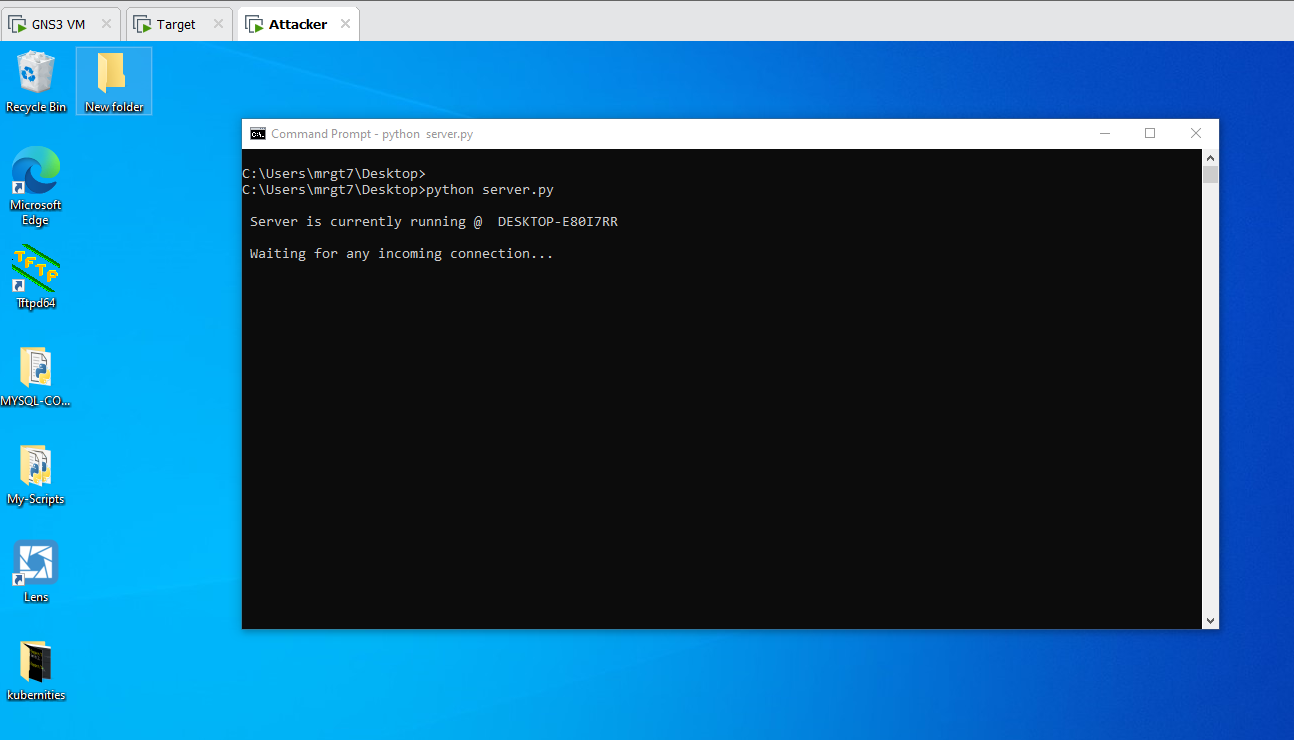 GNS3 VM
Target
Attacker
Recycle Bin
New folder
Microsoft
Edge
TFTP
Tftpd64
MYSQL-CO...
My-Scripts
Lens
kubernities
C:\.
Command Prompt - python  server.py
C:\Users\mrgt7\Desktop>
C:\Users\mrgt7\Desktop>python server.py
Server is currently running @  DESKTOP-E80I7RR
Waiting for any incoming connection...